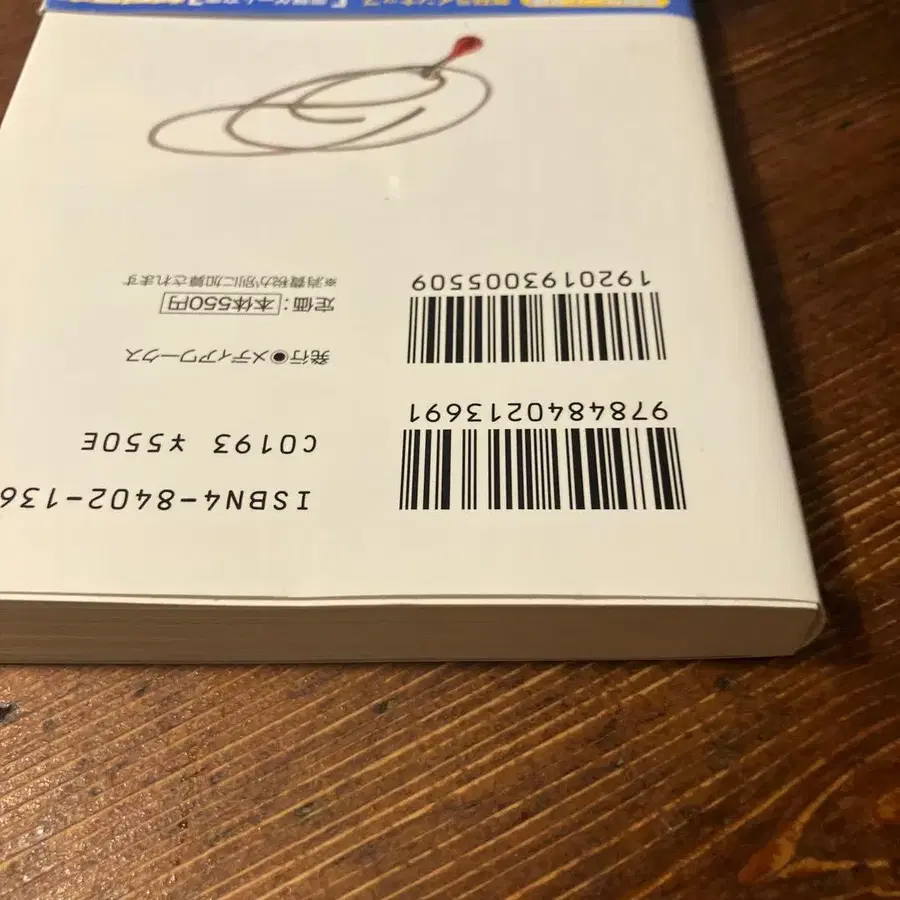 9784840213691
1920193005509
ISBN4-8402-136
C0193 ¥550E
発行◉メディアワークス
定価:本体550円
※消費税が別に加算されます